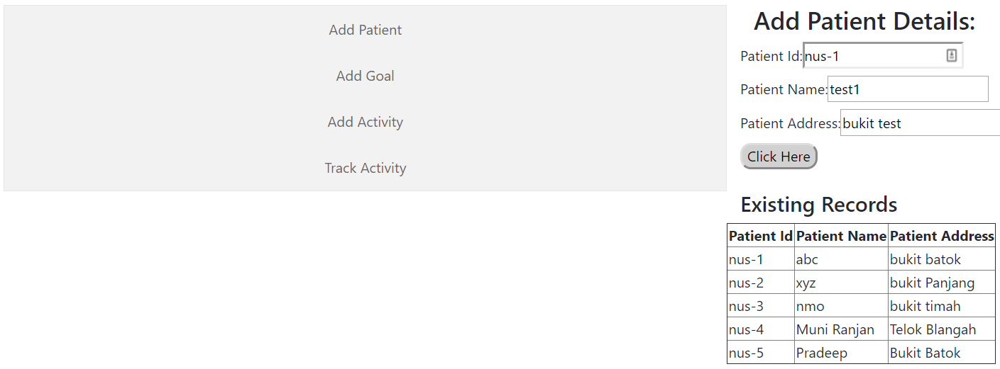 Add Patient
Add Goal
Add Activity
Track Activity
Add Patient Details:
Patient Id: nus-1
Patient Name: test1
Patient Address: bukit test
Click Here
Existing Records
Patient Id Patient Name Patient Address
nus-1 abc bukit batok
nus-2 xyz bukit Panjang
nus-3 nmo bukit timah
nus-4 Muni Ranjan Telok Blangah
nus-5 Pradeep Bukit Batok